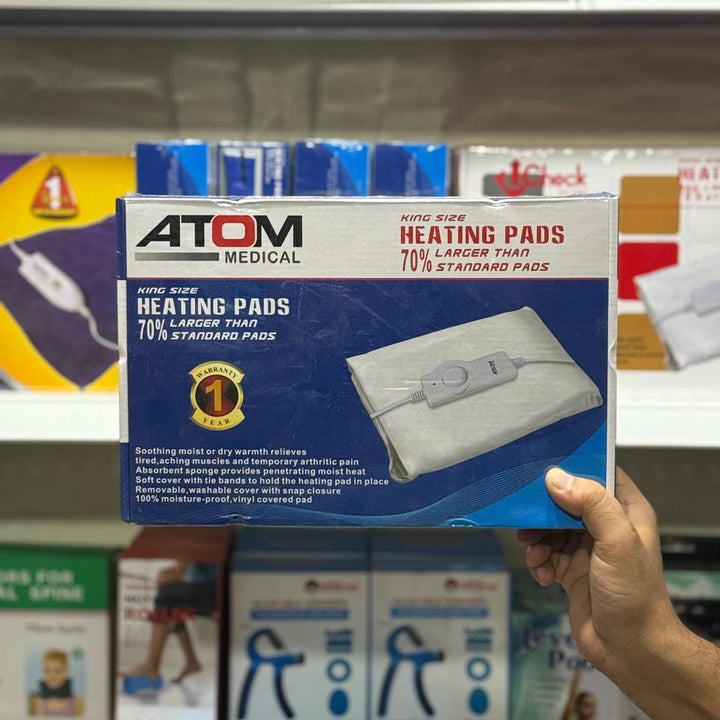 ATOM
MEDICAL
KING SIZE
HEATING PADS
70% LARGER THAN
STANDARD PADS
KING SIZE
HEATING PADS
70% LARGER THAN
STANDARD PADS
WARRANTY
1
YEAR
Soothing moist or dry warmth relieves
tired,aching muscles and temporary arthritic pain
Absorbent sponge provides penetrating moist heat
Soft cover with tie bands to hold the heating pad in place
Removable,washable cover with snap closure
100% moisture-proof,vinyl covered pad
1
Check